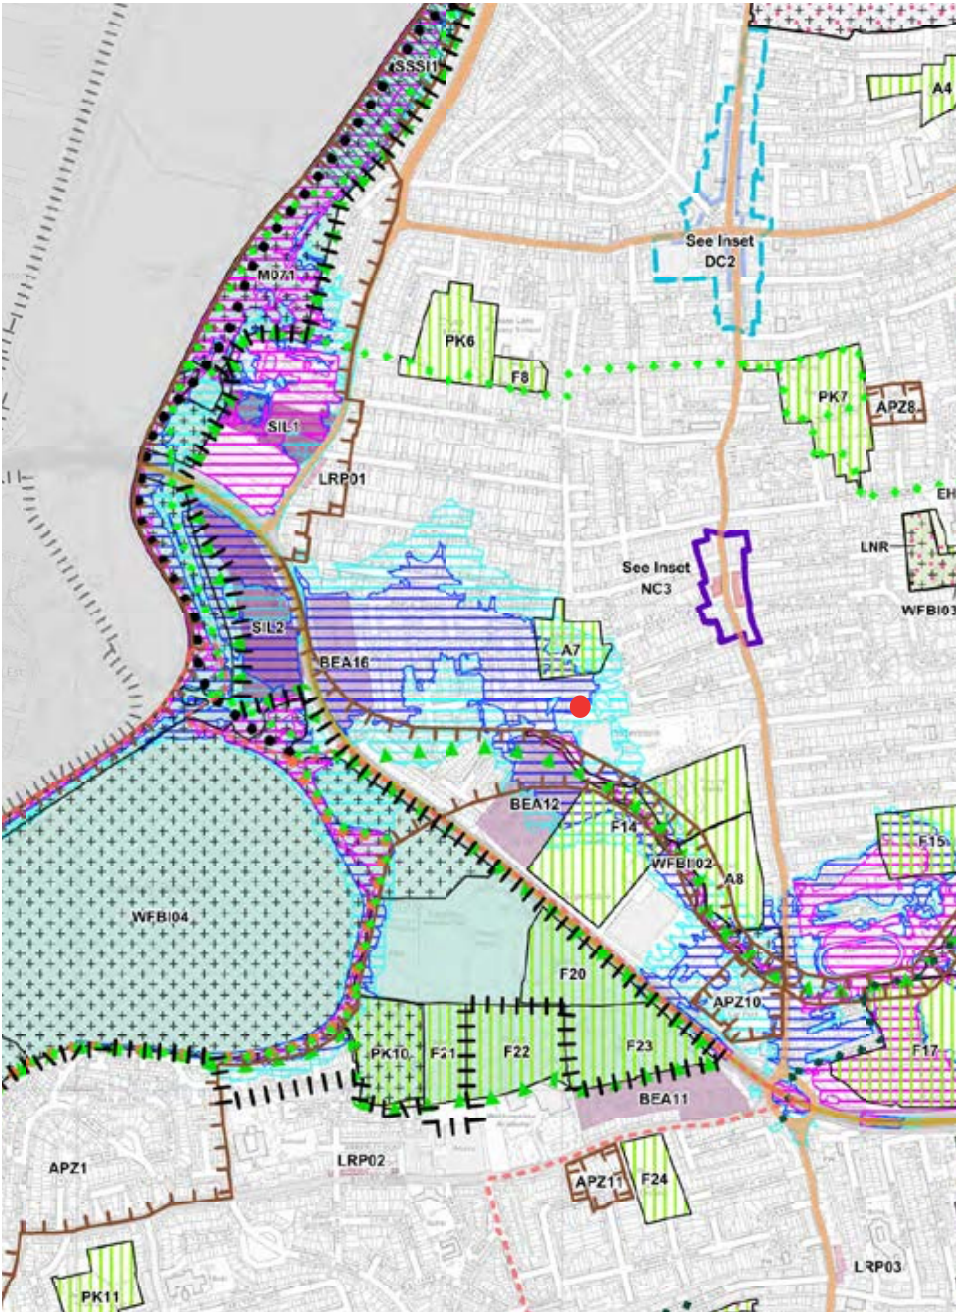 SSSI1
A4
See Inset
DC2
M071
PK6
F8
PK7
APZ8
SIL1
LRP01
EH
LNR
See Inset
NC3
WFBI03
SIL2
A7
BEA16
BEA12
F14
F15
WFBI02
A8
WFBI04
F20
APZ10
PK10
F21
F22
F23
F17
BEA11
LRP02
APZ1
APZ11
F24
LRP03
PK11